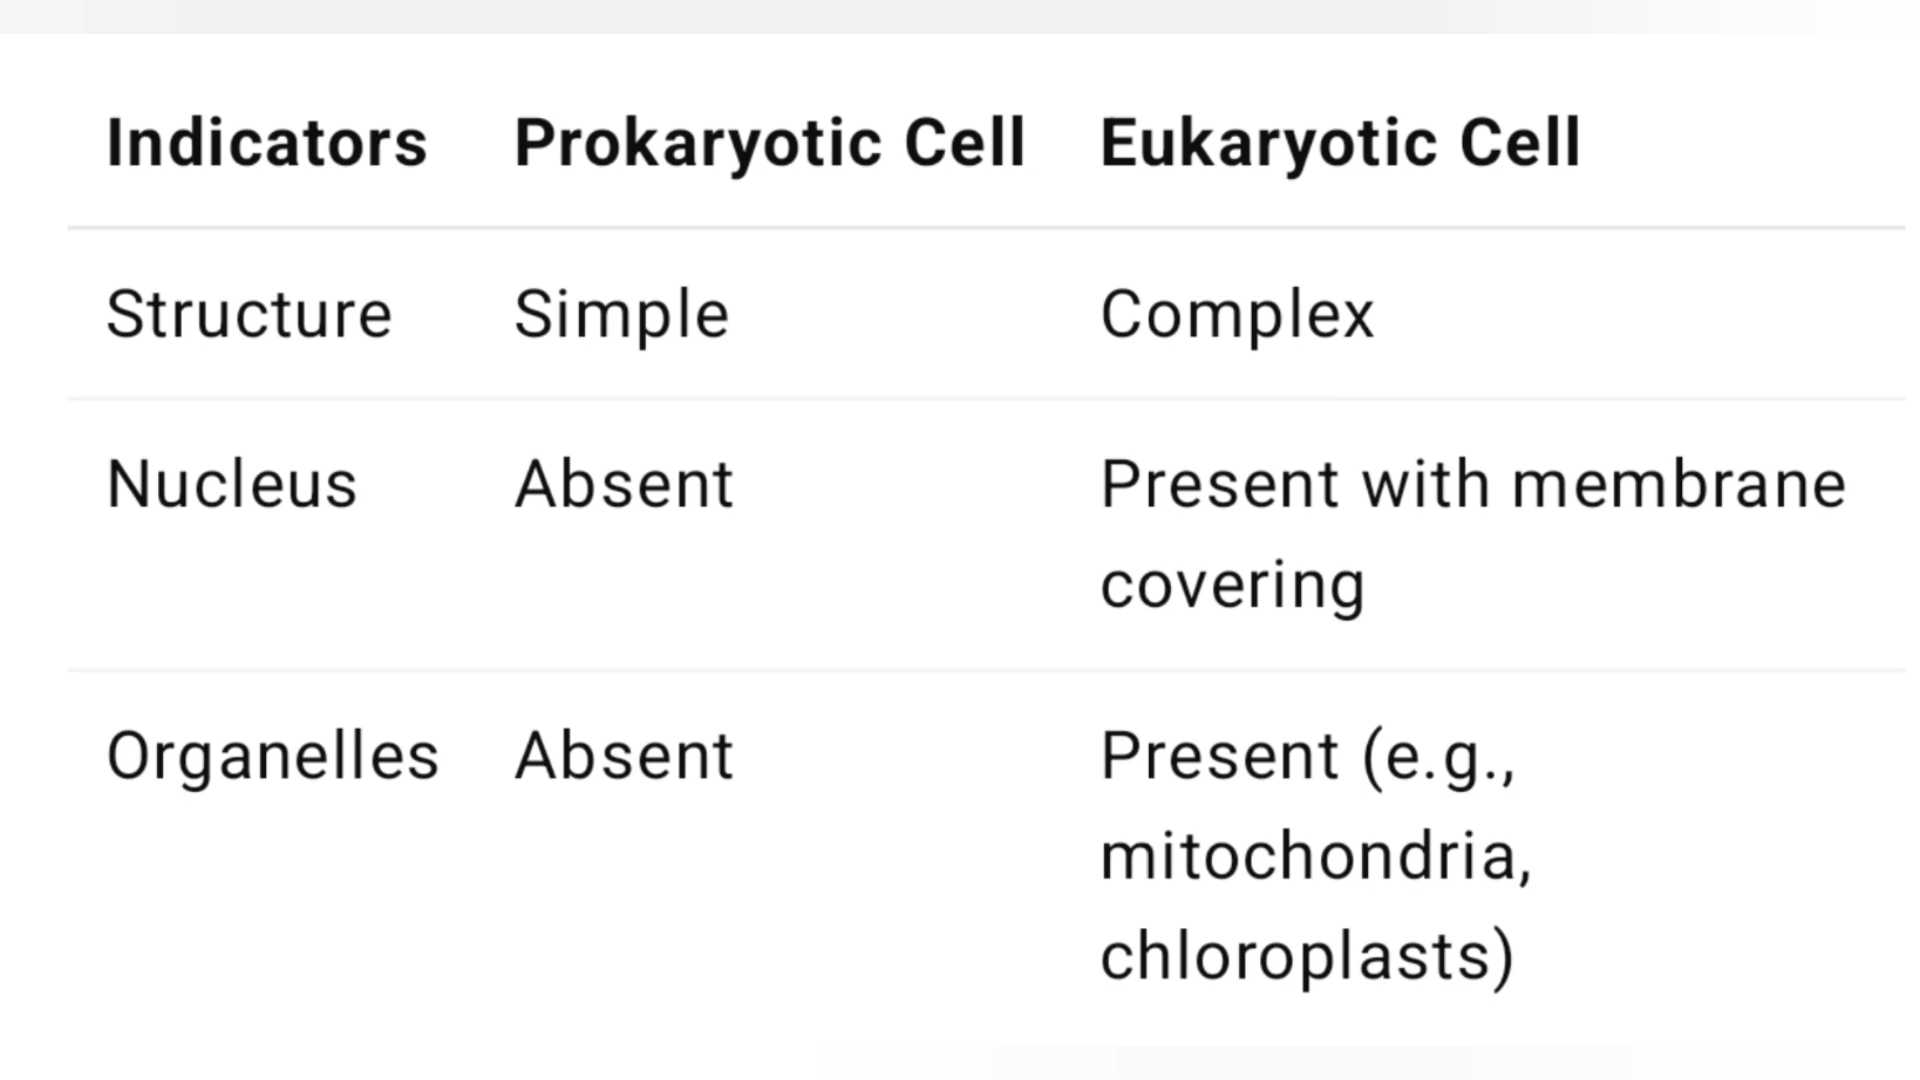 Indicators Prokaryotic Cell Eukaryotic Cell
Structure Simple Complex
Nucleus Absent Present with membrane
covering
Organelles Absent Present (e.g.,
mitochondria,
chloroplasts)